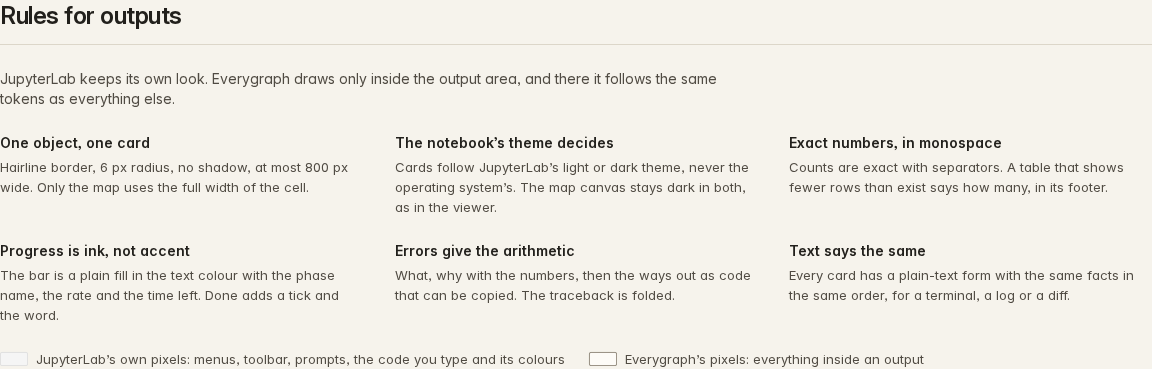 Rules for outputs
JupyterLab keeps its own look. Everygraph draws only inside the output area, and there it follows the same
tokens as everything else.
One object, one card
Hairline border, 6 px radius, no shadow, at most 800 px
wide. Only the map uses the full width of the cell.
The notebook’s theme decides
Cards follow JupyterLab’s light or dark theme, never the
operating system’s. The map canvas stays dark in both,
as in the viewer.
Exact numbers, in monospace
Counts are exact with separators. A table that shows
fewer rows than exist says how many, in its footer.
Progress is ink, not accent
The bar is a plain fill in the text colour with the phase
name, the rate and the time left. Done adds a tick and
the word.
Errors give the arithmetic
What, why with the numbers, then the ways out as code
that can be copied. The traceback is folded.
Text says the same
Every card has a plain-text form with the same facts in
the same order, for a terminal, a log or a diff.
JupyterLab’s own pixels: menus, toolbar, prompts, the code you type and its colours
Everygraph’s pixels: everything inside an output